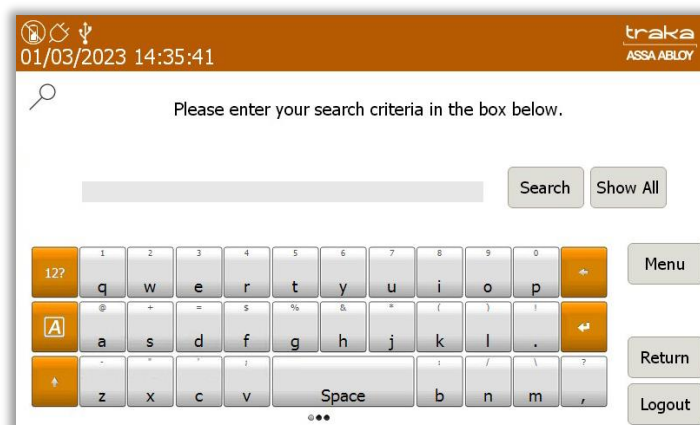 traka
01/03/2023 14:35:41
ASSA ABLOY
Please enter your search criteria in the box below.
Search
Show All
1 2 3 4 5 6 7 8 9 0
12? q w e r t y u i o p
Menu
@ + = $ % & * ( ) !
A a s d f g h j k l .
- " ' ; : / \ ?
z x c v Space b n m ,
Return
Logout